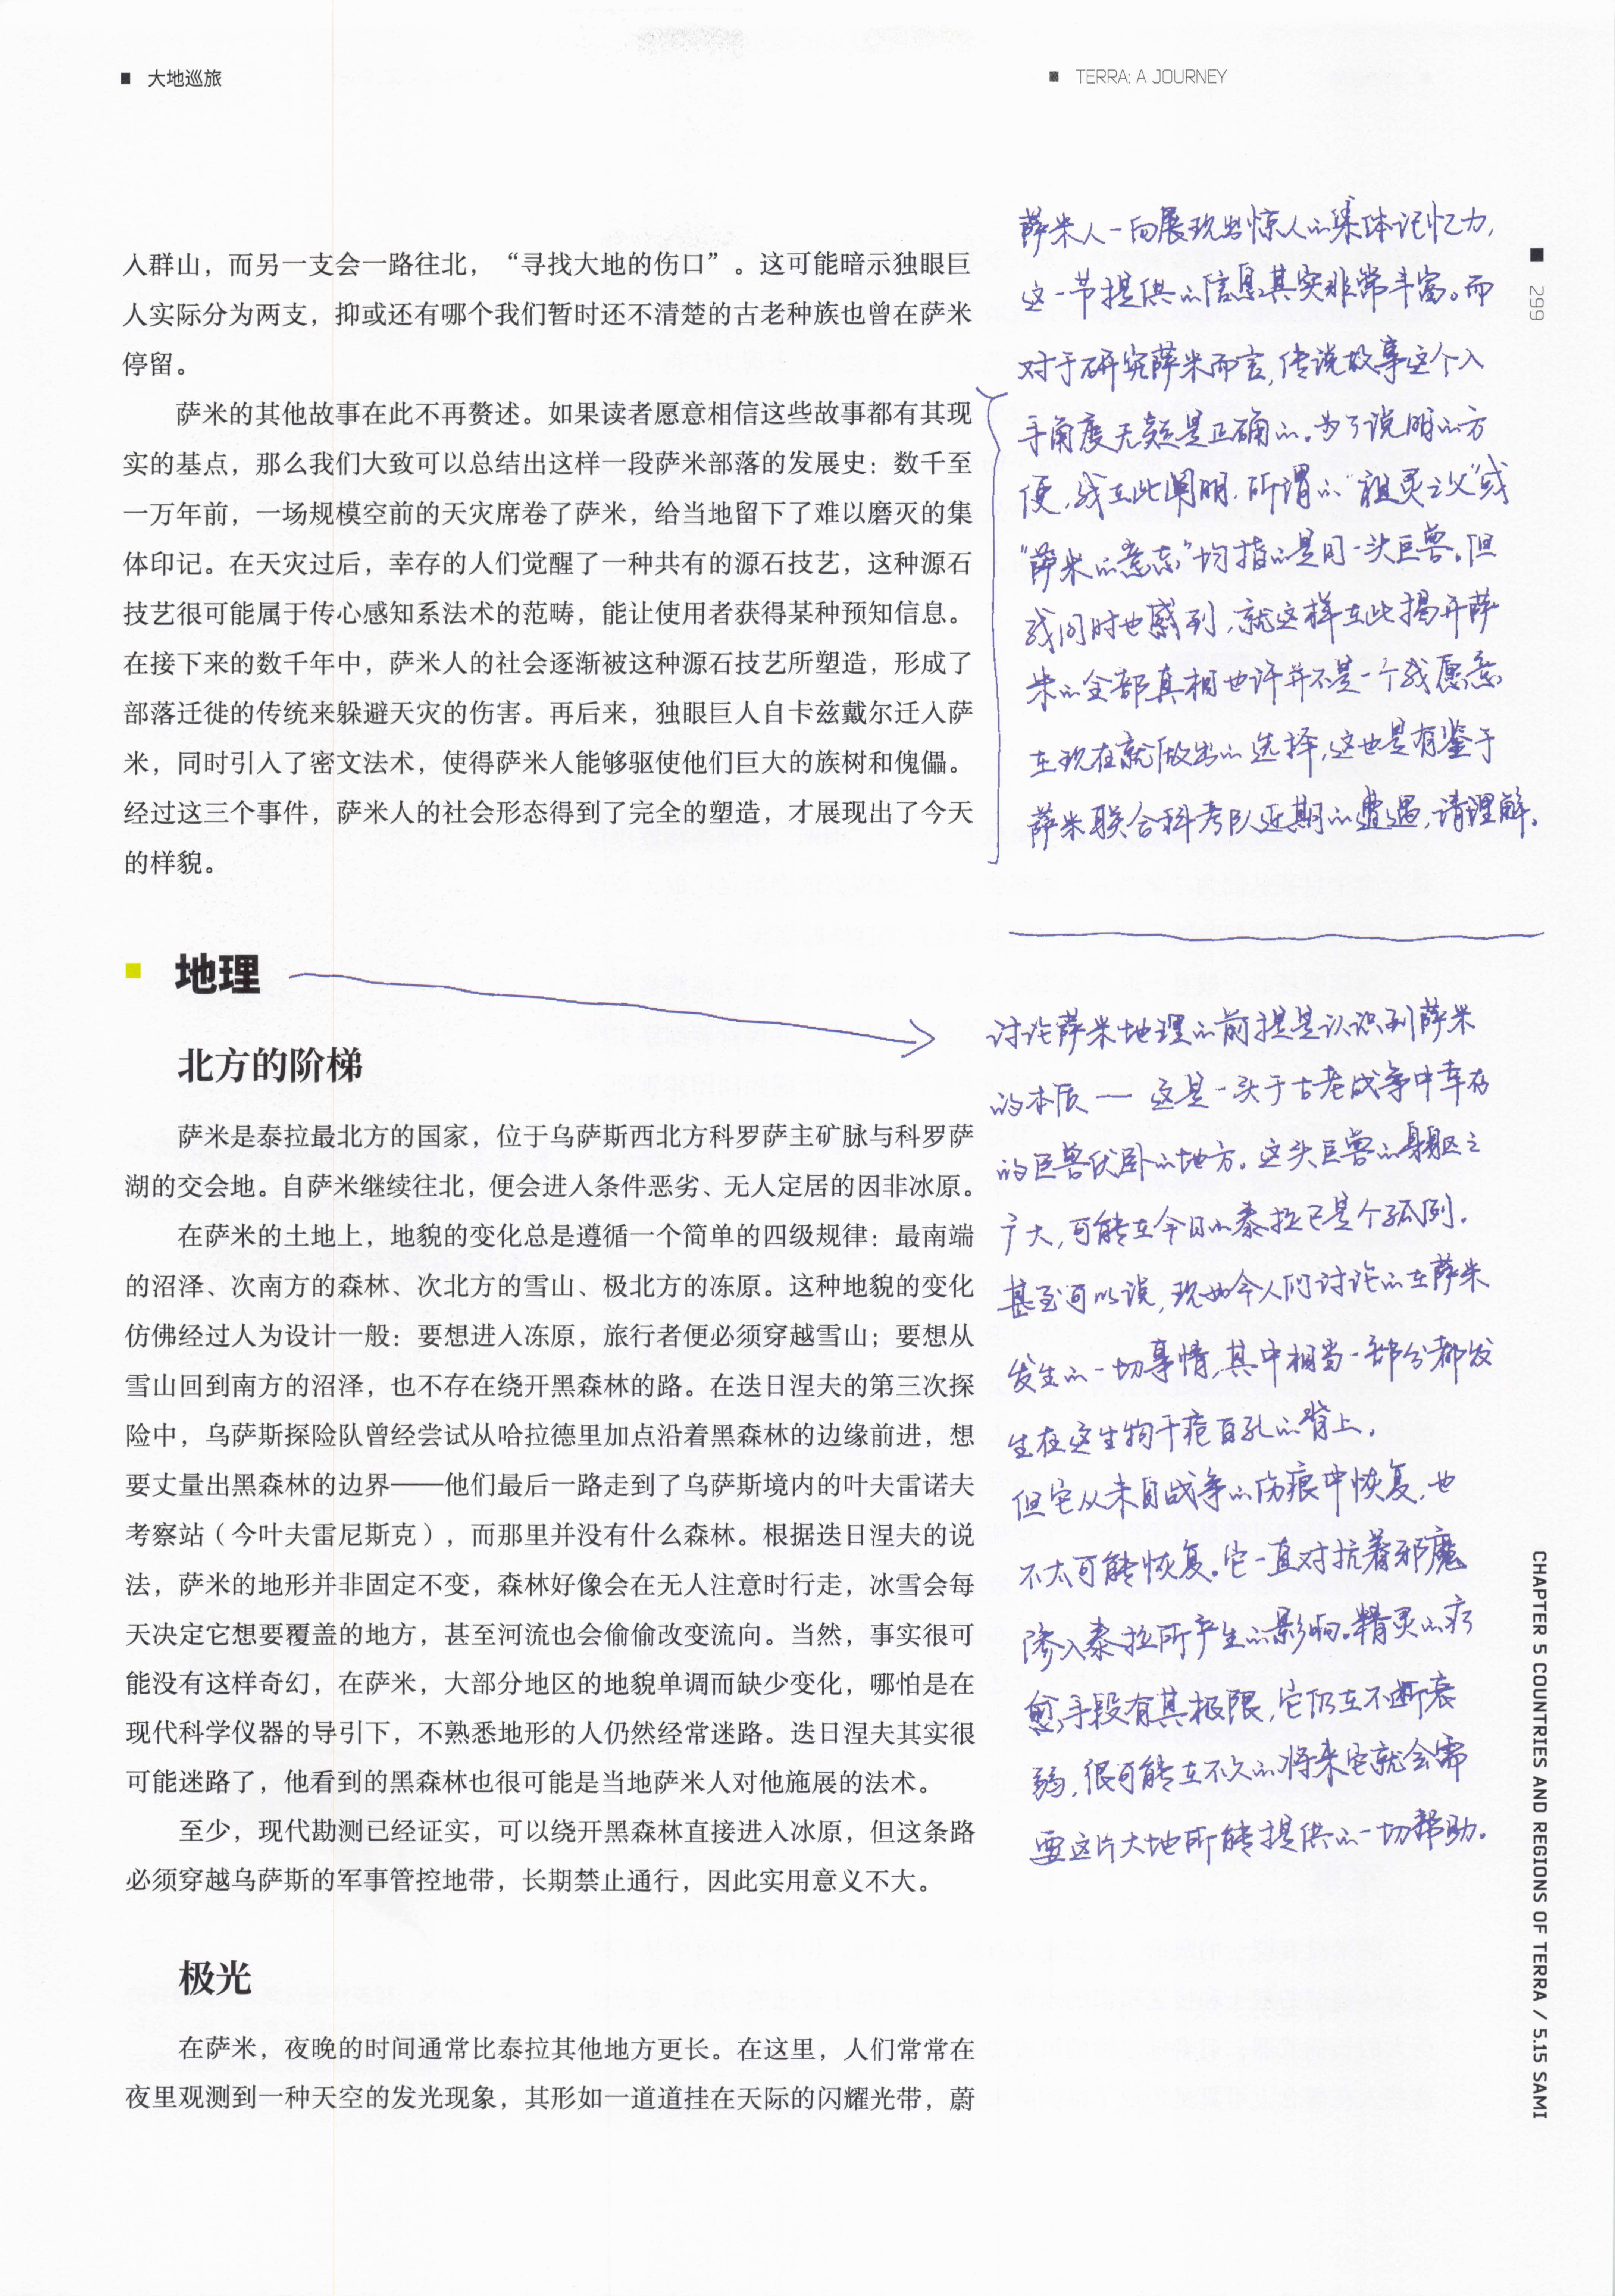 大地巡旅
TERRA: A JOURNEY
299
入群山，而另一支会一路往北，“寻找大地的伤口”。这可能暗示独眼巨
人实际分为两支，抑或还有哪个我们暂时还不清楚的古老种族也曾在萨米
停留。
萨米的其他故事在此不再赘述。如果读者愿意相信这些故事都有其现
实的基点，那么我们大致可以总结出这样一段萨米部落的发展史：数千至
一万年前，一场规模空前的天灾席卷了萨米，给当地留下了难以磨灭的集
体印记。在天灾过后，幸存的人们觉醒了一种共有的源石技艺，这种源石
技艺很可能属于传心感知系法术的范畴，能让使用者获得某种预知信息。
在接下来的数千年中，萨米人的社会逐渐被这种源石技艺所塑造，形成了
部落迁徙的传统来躲避天灾的伤害。再后来，独眼巨人自卡兹戴尔迁入萨
米，同时引入了密文法术，使得萨米人能够驱使他们巨大的族树和傀儡。
经过这三个事件，萨米人的社会形态得到了完全的塑造，才展现出了今天
的样貌。
萨米人一向展现出惊人的集体记忆力，
这一节提供的信息其实非常丰富。而
对于研究萨米而言，传说故事这个入
手角度无疑是正确的。为了说明的方
便，我在此阐明，所谓的“祖灵之父”或
“萨米的意志”均指的是同一头巨兽。但
我同时也感到，就这样在此揭开萨
米的全部真相也许并不是一个我愿意
在现在就做出的选择，这也是有鉴于
萨米联合科考队近期的遭遇，请理解。
地理
北方的阶梯
萨米是泰拉最北方的国家，位于乌萨斯西北方科罗萨主矿脉与科罗萨
湖的交会地。自萨米继续往北，便会进入条件恶劣、无人定居的因非冰原。
在萨米的土地上，地貌的变化总是遵循一个简单的四级规律：最南端
的沼泽、次南方的森林、次北方的雪山、极北方的冻原。这种地貌的变化
仿佛经过人为设计一般：要想进入冻原，旅行者便必须穿越雪山；要想从
雪山回到南方的沼泽，也不存在绕开黑森林的路。在迭日涅夫的第三次探
险中，乌萨斯探险队曾经尝试从哈拉德里加点沿着黑森林的边缘前进，想
要丈量出黑森林的边界——他们最后一路走到了乌萨斯境内的叶夫雷诺夫
考察站（今叶夫雷尼斯克），而那里并没有什么森林。根据迭日涅夫的说
法，萨米的地形并非固定不变，森林好像会在无人注意时行走，冰雪会每
天决定它想要覆盖的地方，甚至河流也会偷偷改变流向。当然，事实很可
能没有这样奇幻，在萨米，大部分地区的地貌单调而缺少变化，哪怕是在
现代科学仪器的导引下，不熟悉地形的人仍然经常迷路。迭日涅夫其实很
可能迷路了，他看到的黑森林也很可能是当地萨米人对他施展的法术。
至少，现代勘测已经证实，可以绕开黑森林直接进入冰原，但这条路
必须穿越乌萨斯的军事管控地带，长期禁止通行，因此实用意义不大。
讨论萨米地理的前提是认识到萨米
的本质——这是一头于古老战争中幸存
的巨兽伏卧的地方。这头巨兽的身躯之
广大，可能在今日的泰拉已是个孤例。
甚至可以说，现如今人们讨论的在萨米
发生的一切事情，其中相当一部分都发
生在这生物千疮百孔的背上。
但它从未自战争的伤痕中恢复，也
不太可能恢复。它一直对抗着邪魔
渗入泰拉所产生的影响。精灵的疗
愈手段有其极限，它仍在不断衰
弱，很可能在不久的将来它就会需
要这片大地所能提供的一切帮助。
极光
在萨米，夜晚的时间通常比泰拉其他地方更长。在这里，人们常常在
夜里观测到一种天空的发光现象，其形如一道道挂在天际的闪耀光带，蔚
CHAPTER 5 COUNTRIES AND REGIONS OF TERRA / 5.15 SAMI